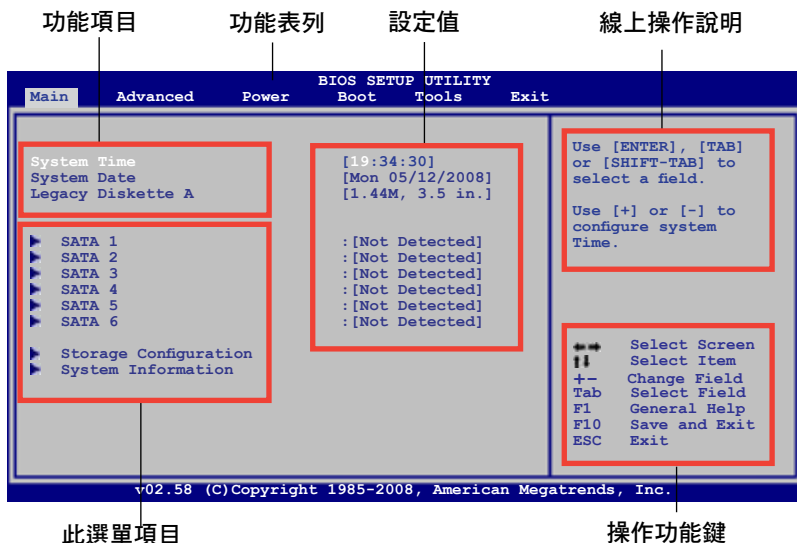 功能項目 功能表列 設定值 線上操作說明
BIOS SETUP UTILITY
Main Advanced Power Boot Tools Exit
System Time [19:34:30]
System Date [Mon 05/12/2008]
Legacy Diskette A [1.44M, 3.5 in.]
SATA 1 :[Not Detected]
SATA 2 :[Not Detected]
SATA 3 :[Not Detected]
SATA 4 :[Not Detected]
SATA 5 :[Not Detected]
SATA 6 :[Not Detected]
Storage Configuration
System Information
Use [ENTER], [TAB]
or [SHIFT-TAB] to
select a field.
Use [+] or [-] to
configure system
Time.
←→ Select Screen
↑↓ Select Item
+- Change Field
Tab Select Field
F1 General Help
F10 Save and Exit
ESC Exit
v02.58 (C)Copyright 1985-2008, American Megatrends, Inc.
此選單項目 操作功能鍵